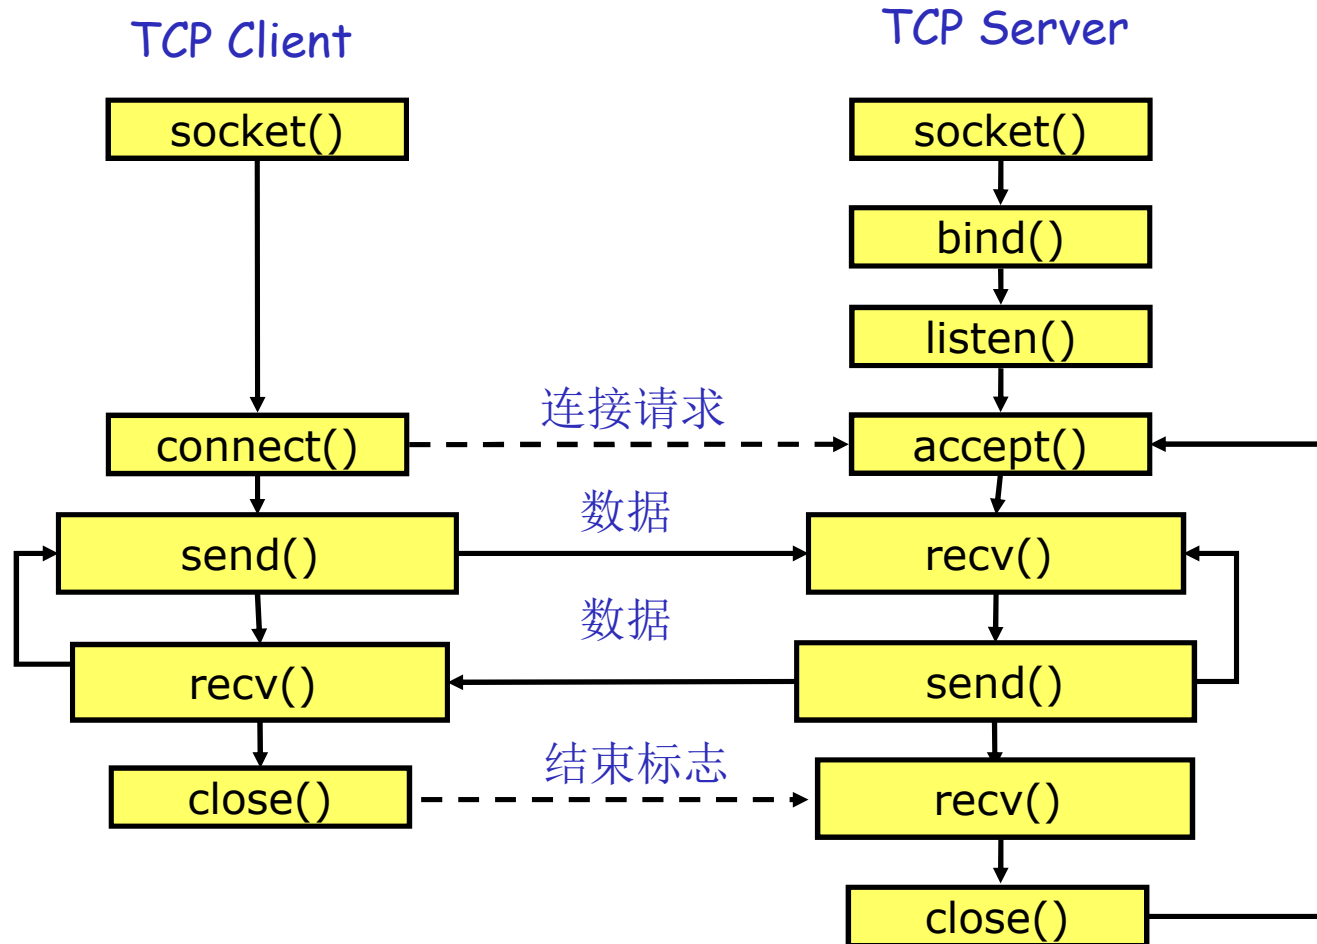 TCP Client
TCP Server
socket()
socket()
bind()
listen()
连接请求
connect()
accept()
数据
send()
recv()
数据
recv()
send()
结束标志
close()
recv()
close()